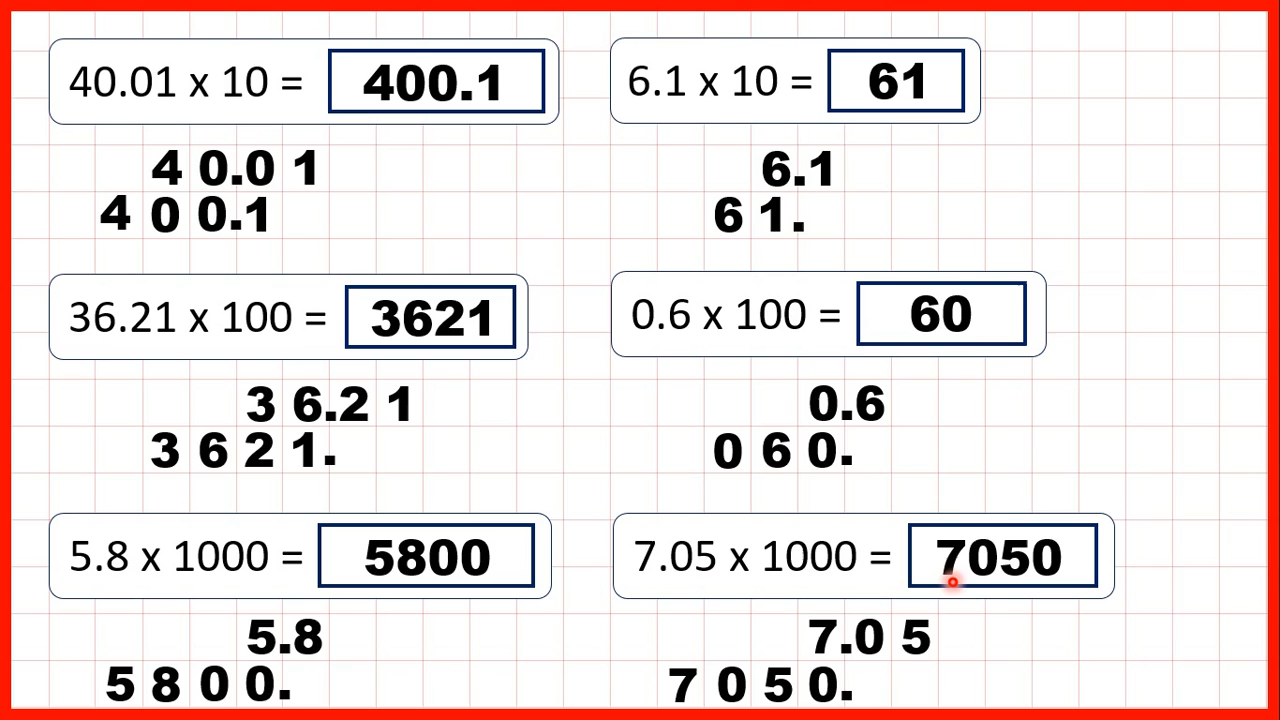 40.01 x 10 = 400.1
4 0.0 1
4 0 0.1
6.1 x 10 = 61
6.1
6 1.
36.21 x 100 = 3621
3 6.2 1
3 6 2 1.
0.6 x 100 = 60
0.6
0 6 0.
5.8 x 1000 = 5800
5.8
5 8 0 0.
7.05 x 1000 = 7050
7.0 5
7 0 5 0.